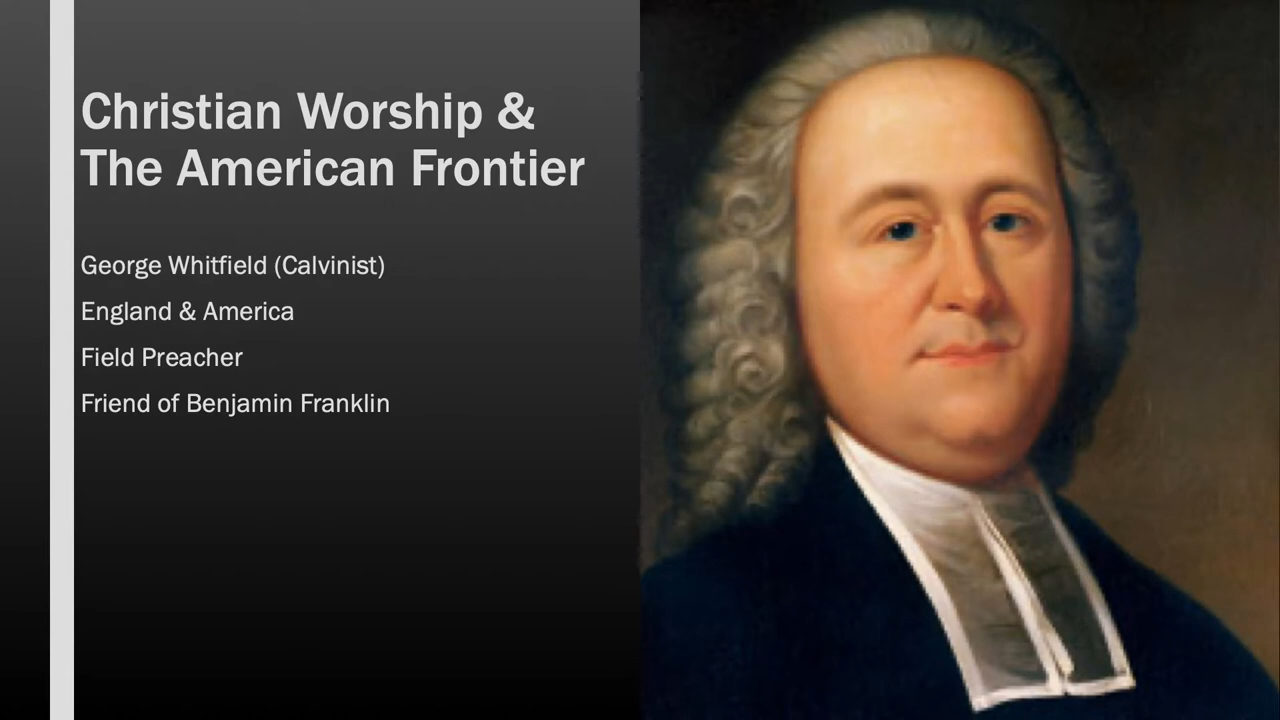 Christian Worship &
The American Frontier
George Whitfield (Calvinist)
England & America
Field Preacher
Friend of Benjamin Franklin